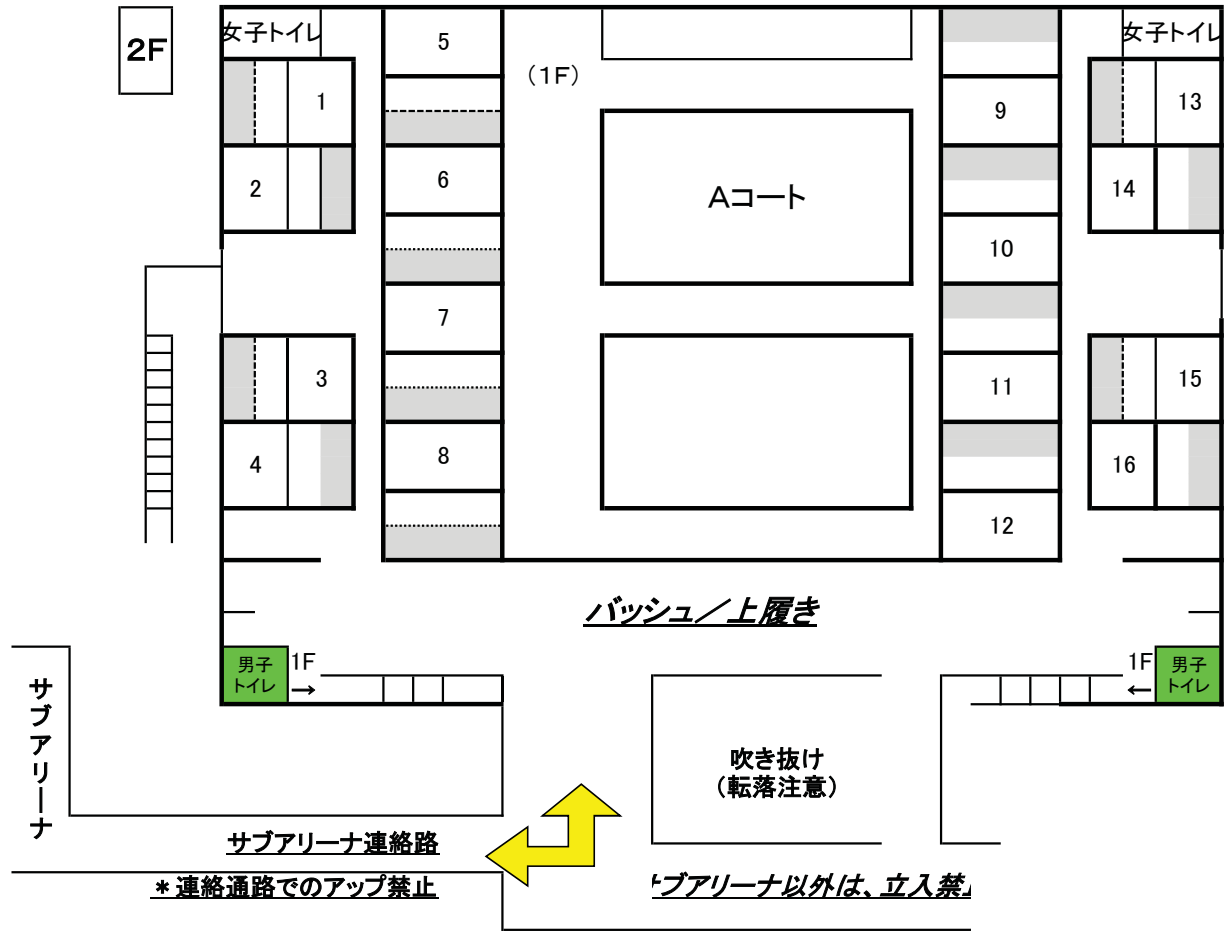 2F
女子トイレ
5
女子トイレ
(1F)
1
9
13
2
6
Aコート
14
10
7
3
11
15
4
8
16
12
バッシュ／上履き
男子
トイレ
1F
→
1F
←
男子
トイレ
サブアリーナ
吹き抜け
(転落注意)
サブアリーナ連絡路
＊連絡通路でのアップ禁止
ブアリーナ以外は、立入禁